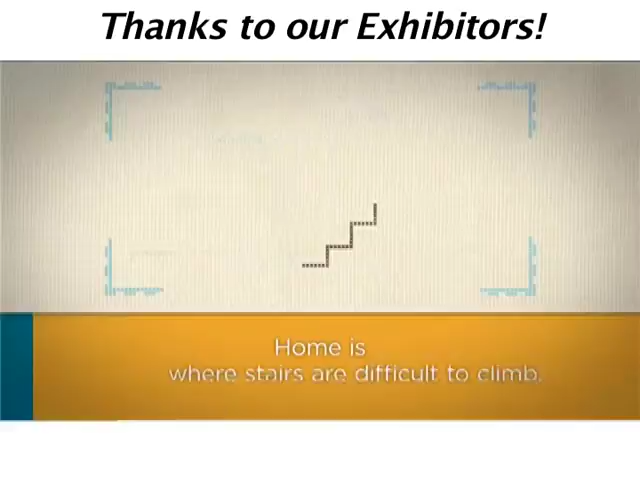 Thanks to our Exhibitors!
Home is
where stairs are difficult to climb.